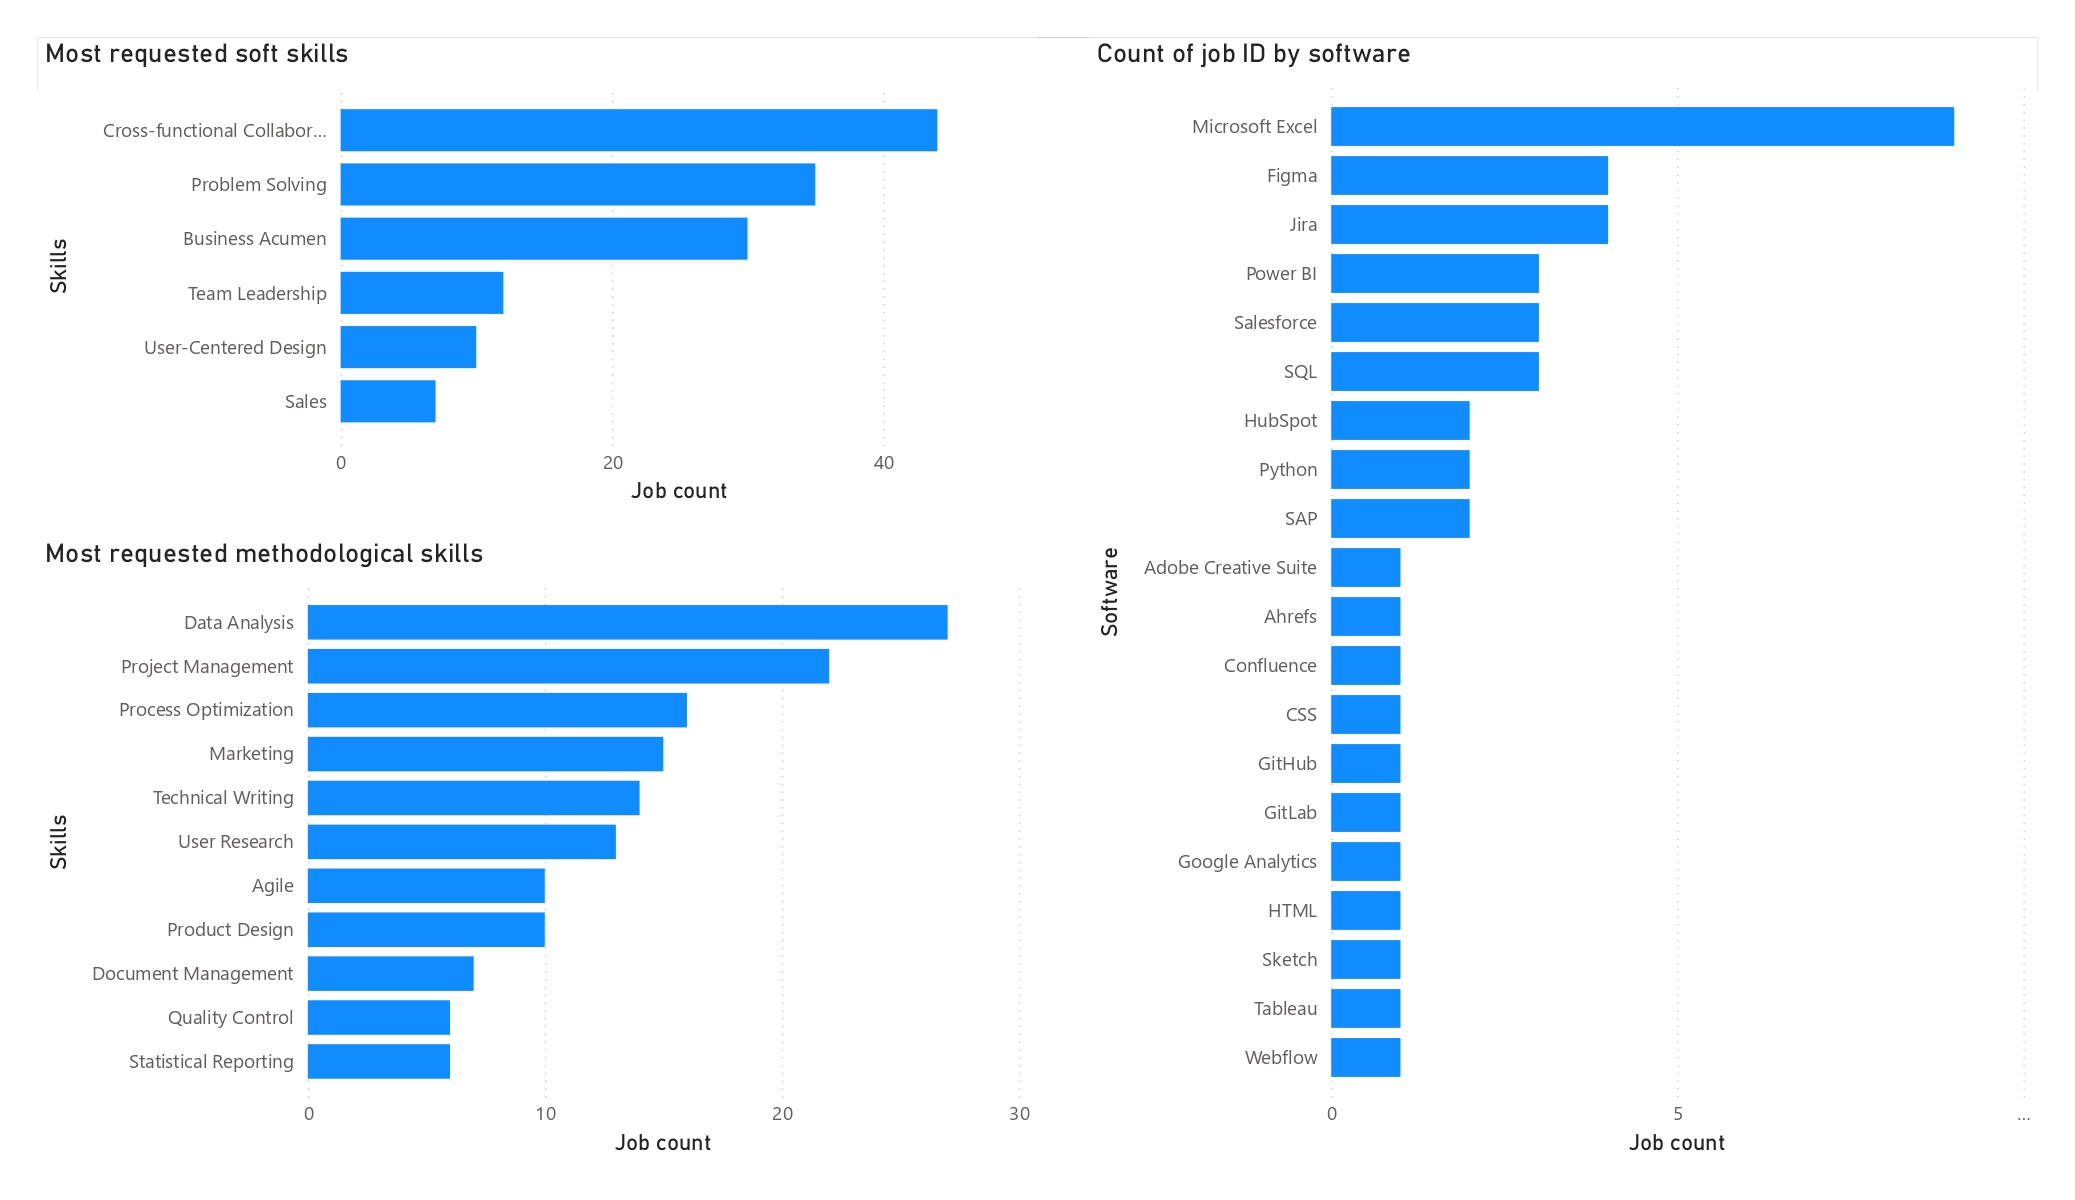 Most requested soft skills
Skills
Cross-functional Collabor...
Problem Solving
Business Acumen
Team Leadership
User-Centered Design
Sales
0 20 40
Job count
Most requested methodological skills
Skills
Data Analysis
Project Management
Process Optimization
Marketing
Technical Writing
User Research
Agile
Product Design
Document Management
Quality Control
Statistical Reporting
0 10 20 30
Job count
Count of job ID by software
Software
Microsoft Excel
Figma
Jira
Power BI
Salesforce
SQL
HubSpot
Python
SAP
Adobe Creative Suite
Ahrefs
Confluence
CSS
GitHub
GitLab
Google Analytics
HTML
Sketch
Tableau
Webflow
0 5 ...
Job count